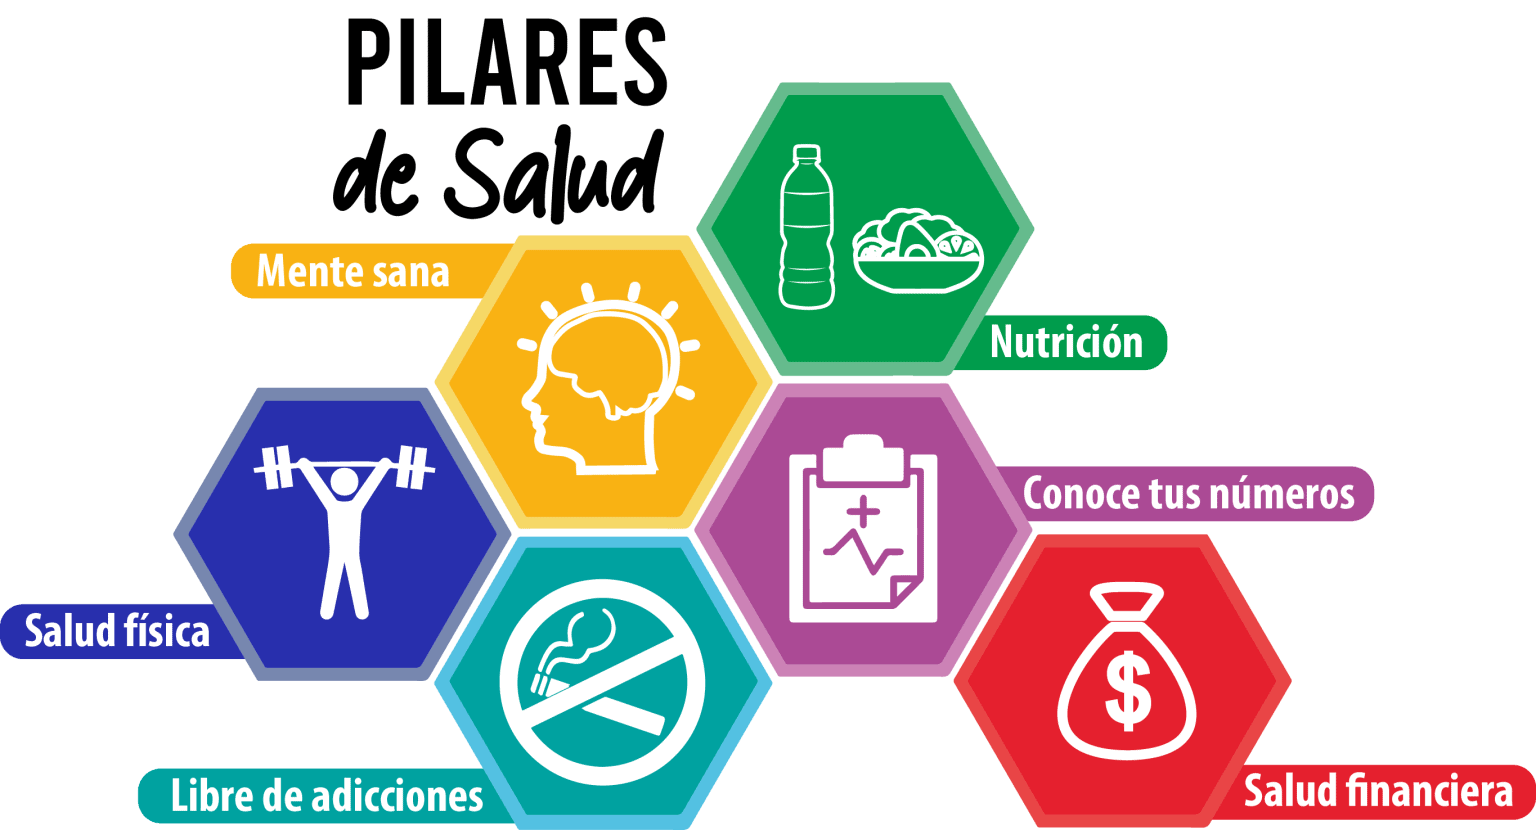 PILARES
de Salud
Mente sana
Nutrición
Conoce tus números
Salud física
$
Libre de adicciones
Salud financiera